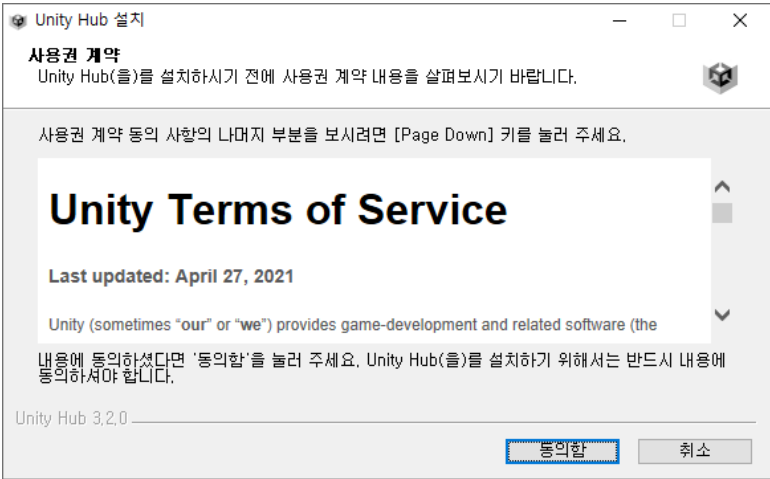 Unity Hub 설치
사용권 계약
Unity Hub(을)를 설치하시기 전에 사용권 계약 내용을 살펴보시기 바랍니다.
사용권 계약 동의 사항의 나머지 부분을 보시려면 [Page Down] 키를 눌러 주세요.
Unity Terms of Service
Last updated: April 27, 2021
Unity (sometimes “our” or “we”) provides game-development and related software (the
내용에 동의하셨다면 '동의함'을 눌러 주세요. Unity Hub(을)를 설치하기 위해서는 반드시 내용에
동의하셔야 합니다.
Unity Hub 3.2.0
동의함
취소